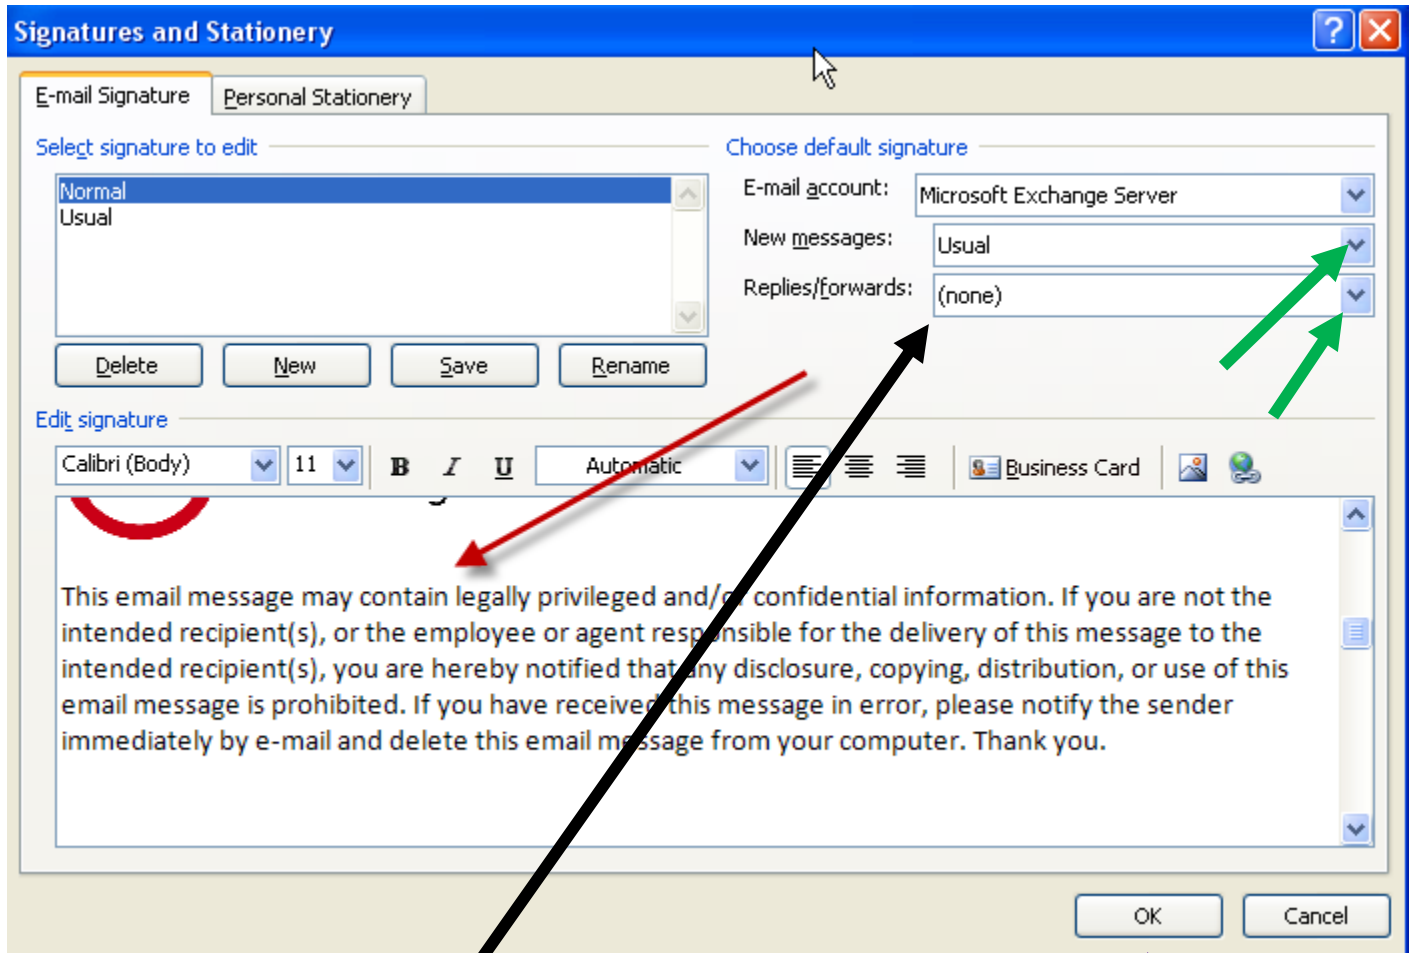 Signatures and Stationery
E-mail Signature
Personal Stationery
Select signature to edit
Normal
Usual
Delete
New
Save
Rename
Choose default signature
E-mail account:
Microsoft Exchange Server
New messages:
Usual
Replies/forwards:
(none)
Edit signature
Calibri (Body)
11
B
I
U
Automatic
Business Card
This email message may contain legally privileged and/or confidential information. If you are not the
intended recipient(s), or the employee or agent responsible for the delivery of this message to the
intended recipient(s), you are hereby notified that any disclosure, copying, distribution, or use of this
email message is prohibited. If you have received this message in error, please notify the sender
immediately by e-mail and delete this email message from your computer. Thank you.
OK
Cancel